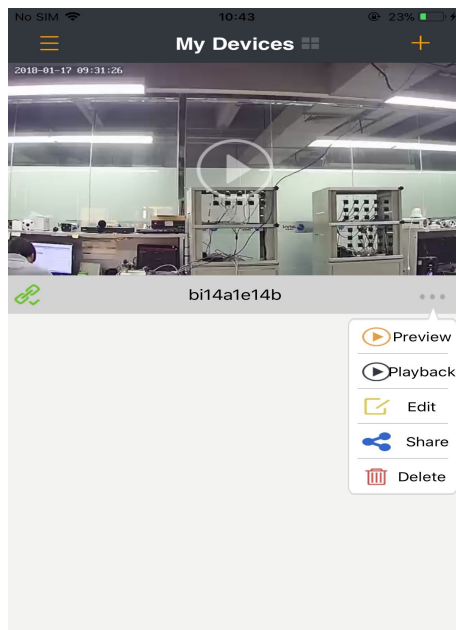 No SIM 10:43 23%
My Devices
2018-01-17 09:31:26
bi14a1e14b
Preview
Playback
Edit
Share
Delete